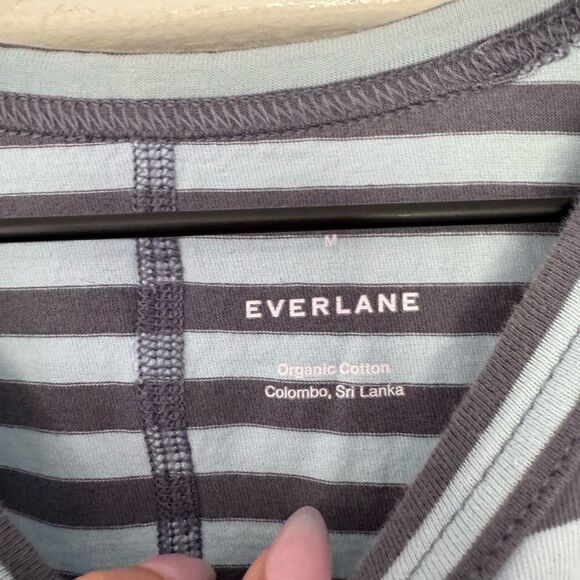 M
EVERLANE
Organic Cotton
Colombo, Sri Lanka